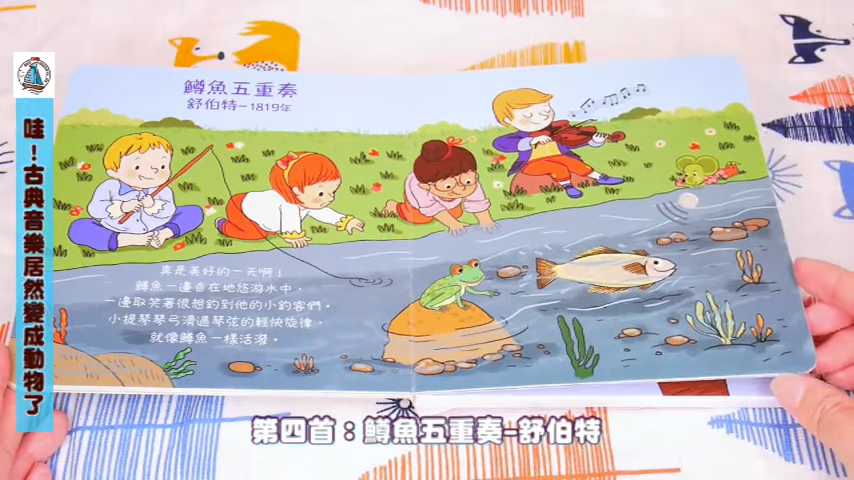 鱒魚五重奏
舒伯特-1819年
哇！古典音樂居然變成動物了
真是美好的一天啊！
鱒魚一邊自在地悠游水中，
一邊取笑著很想釣到他的小釣客們。
小提琴琴弓滑過琴弦的輕快旋律，
就像鱒魚一樣活潑。
第四首：鱒魚五重奏-舒伯特